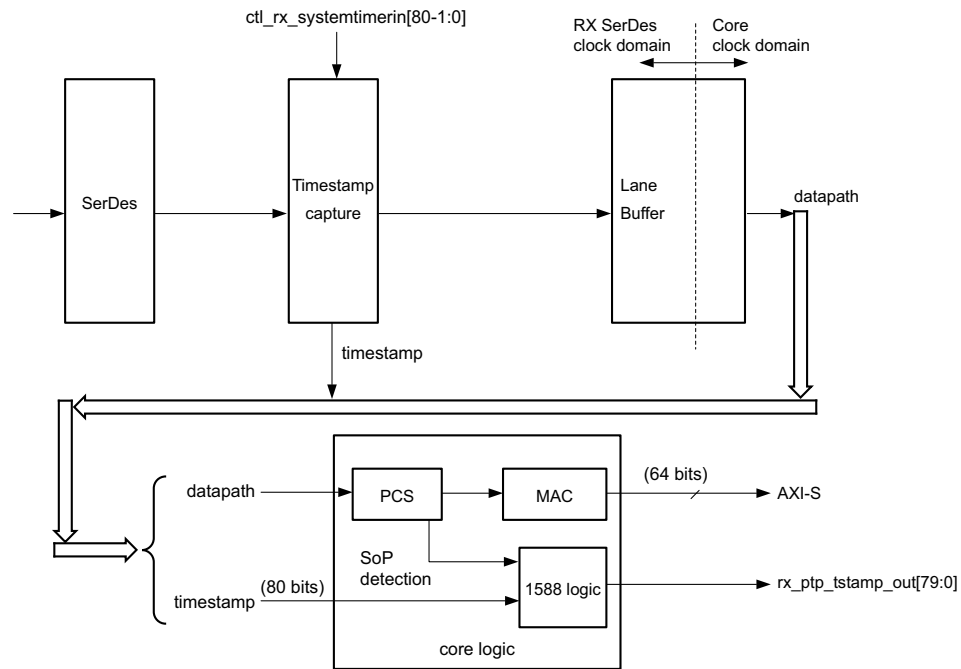 ctl_rx_systemtimerin[80-1:0]
RX SerDes
clock domain
Core
clock domain
SerDes
Timestamp
capture
Lane
Buffer
datapath
timestamp
datapath
PCS
MAC
(64 bits)
AXI-S
SoP
detection
timestamp
(80 bits)
1588 logic
rx_ptp_tstamp_out[79:0]
core logic